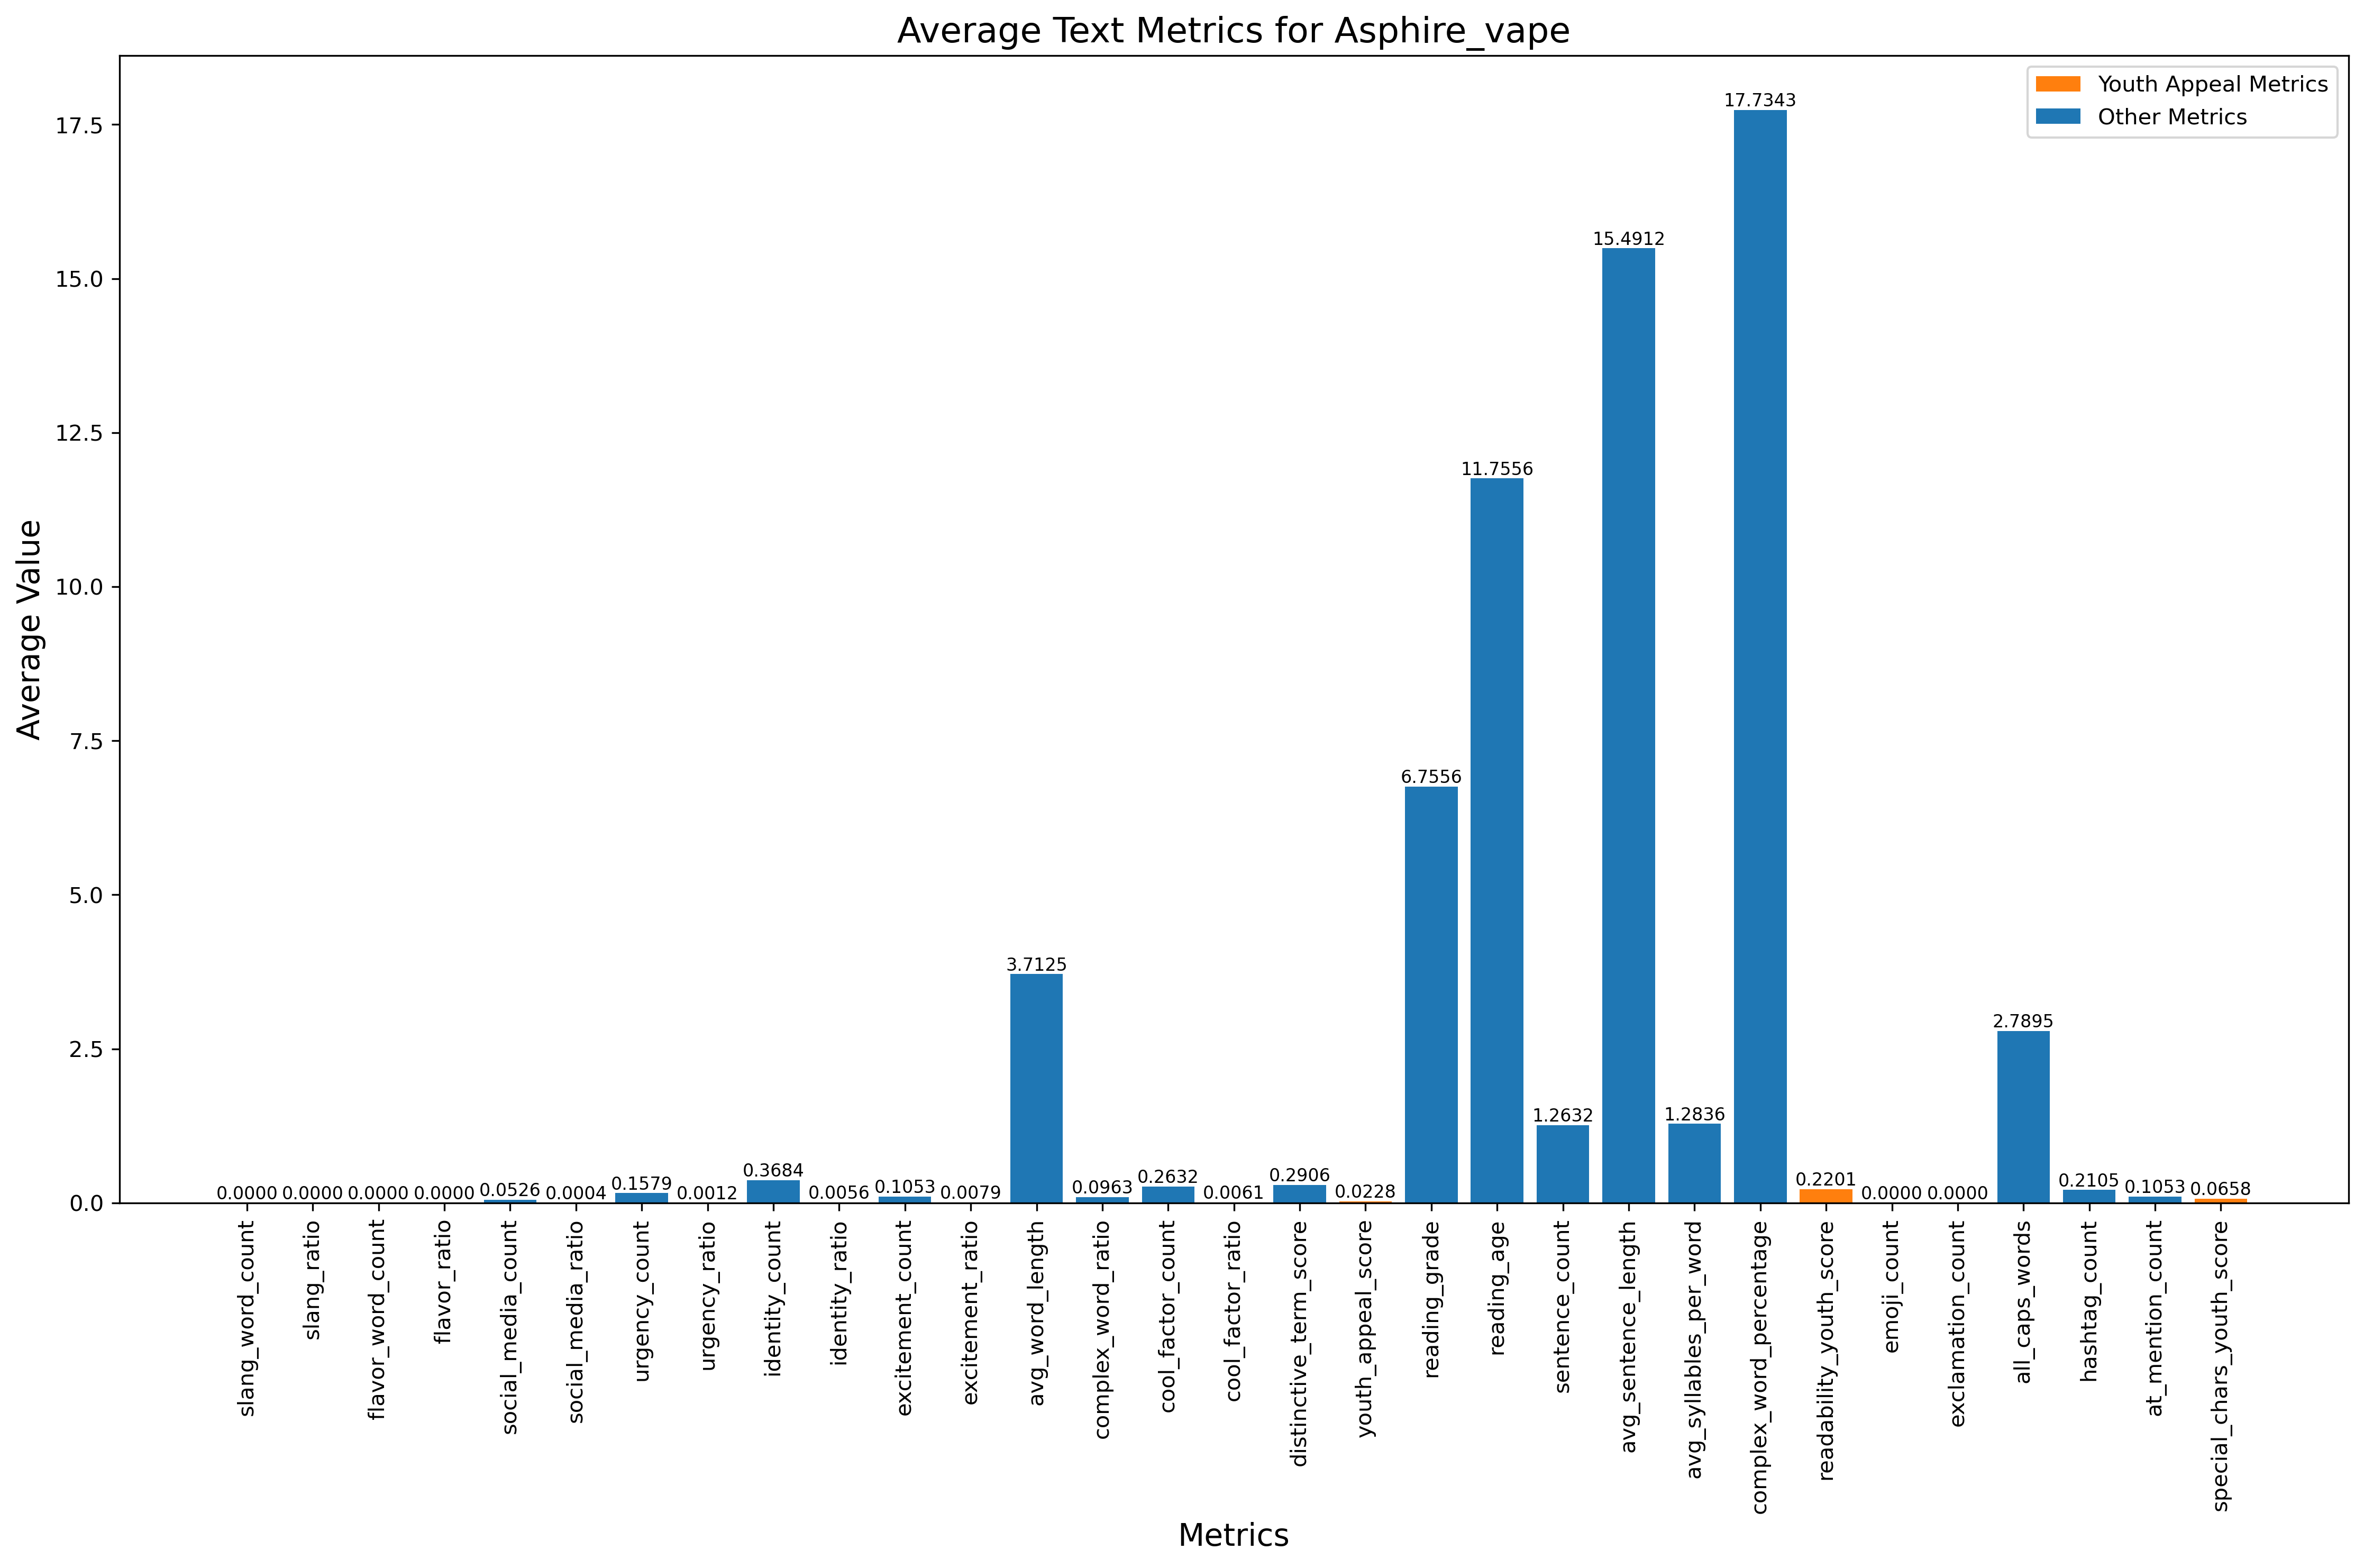 Average Text Metrics for Asphire_vape
Youth Appeal Metrics
Other Metrics
Average Value
17.5
15.0
12.5
10.0
7.5
5.0
2.5
0.0
0.0000
0.0000
0.0000
0.0000
0.0526
0.0004
0.1579
0.0012
0.3684
0.0056
0.1053
0.0079
3.7125
0.0963
0.2632
0.0061
0.2906
0.0228
6.7556
11.7556
1.2632
15.4912
1.2836
17.7343
0.2201
0.0000
0.0000
2.7895
0.2105
0.1053
0.0658
slang_word_count
slang_ratio
flavor_word_count
flavor_ratio
social_media_count
social_media_ratio
urgency_count
urgency_ratio
identity_count
identity_ratio
excitement_count
excitement_ratio
avg_word_length
complex_word_ratio
cool_factor_count
cool_factor_ratio
distinctive_term_score
youth_appeal_score
reading_grade
reading_age
sentence_count
avg_sentence_length
avg_syllables_per_word
complex_word_percentage
readability_youth_score
emoji_count
exclamation_count
all_caps_words
hashtag_count
at_mention_count
special_chars_youth_score
Metrics